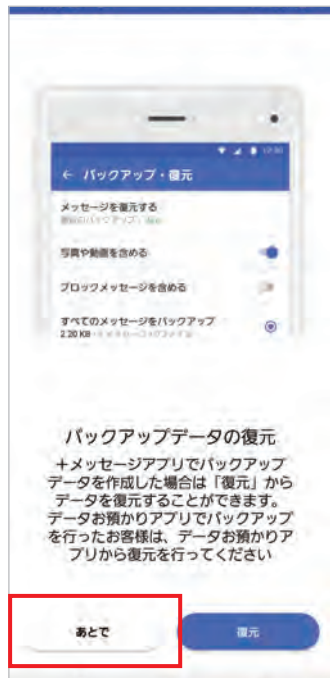 ← バックアップ・復元
メッセージを復元する
写真や動画を含める
ブロックメッセージを含める
すべてのメッセージをバックアップ
2.20 KB
バックアップデータの復元
+メッセージアプリでバックアップ
データを作成した場合は「復元」から
データを復元することができます。
データお預かりアプリでバックアップ
を行ったお客様は、データお預かりア
プリから復元を行ってください
あとで
復元